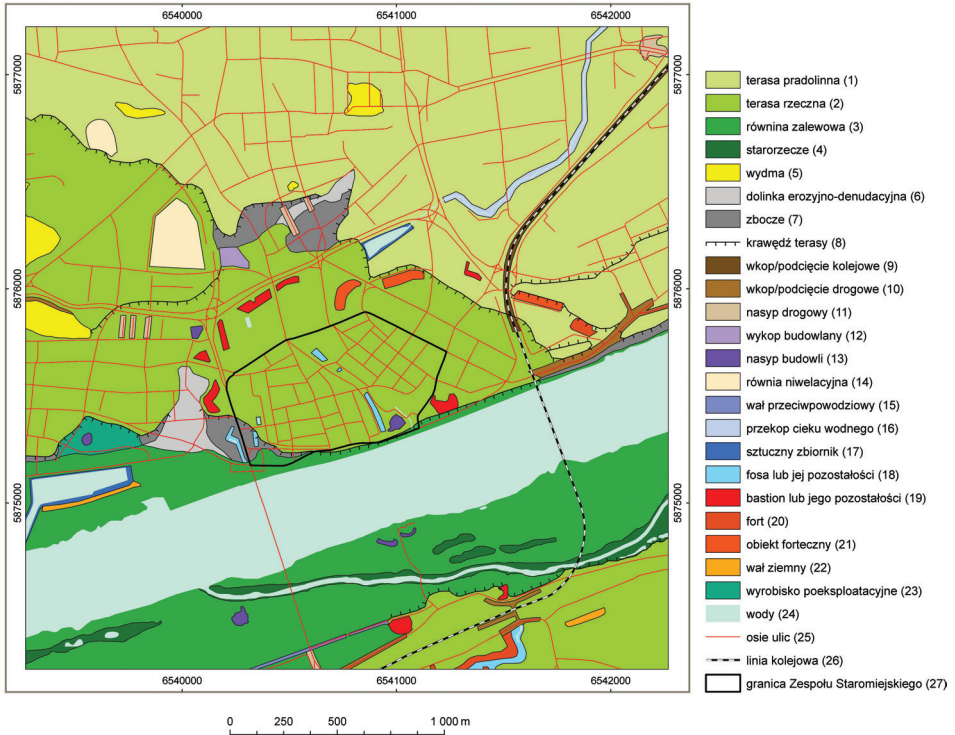 6540000 6541000 6542000
5877000 5877000
5876000 5876000
5875000 5875000
6540000 6541000 6542000
0 250 500 1 000 m
terasa pradolinna (1)
terasa rzeczna (2)
równina zalewowa (3)
starorzecze (4)
wydma (5)
dolinka erozyjno-denudacyjna (6)
zbocze (7)
krawędź terasy (8)
wkop/podcięcie kolejowe (9)
wkop/podcięcie drogowe (10)
nasyp drogowy (11)
wykop budowlany (12)
nasyp budowli (13)
równia niwelacyjna (14)
wał przeciwpowodziowy (15)
przekop cieku wodnego (16)
sztuczny zbiornik (17)
fosa lub jej pozostałości (18)
bastion lub jego pozostałości (19)
fort (20)
obiekt forteczny (21)
wał ziemny (22)
wyrobisko poeksploatacyjne (23)
wody (24)
osie ulic (25)
linia kolejowa (26)
granica Zespołu Staromiejskiego (27)